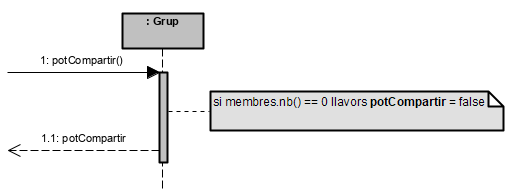 : Grup
1: potCompartir()
si membres.nb() == 0 llavors potCompartir = false
1.1: potCompartir